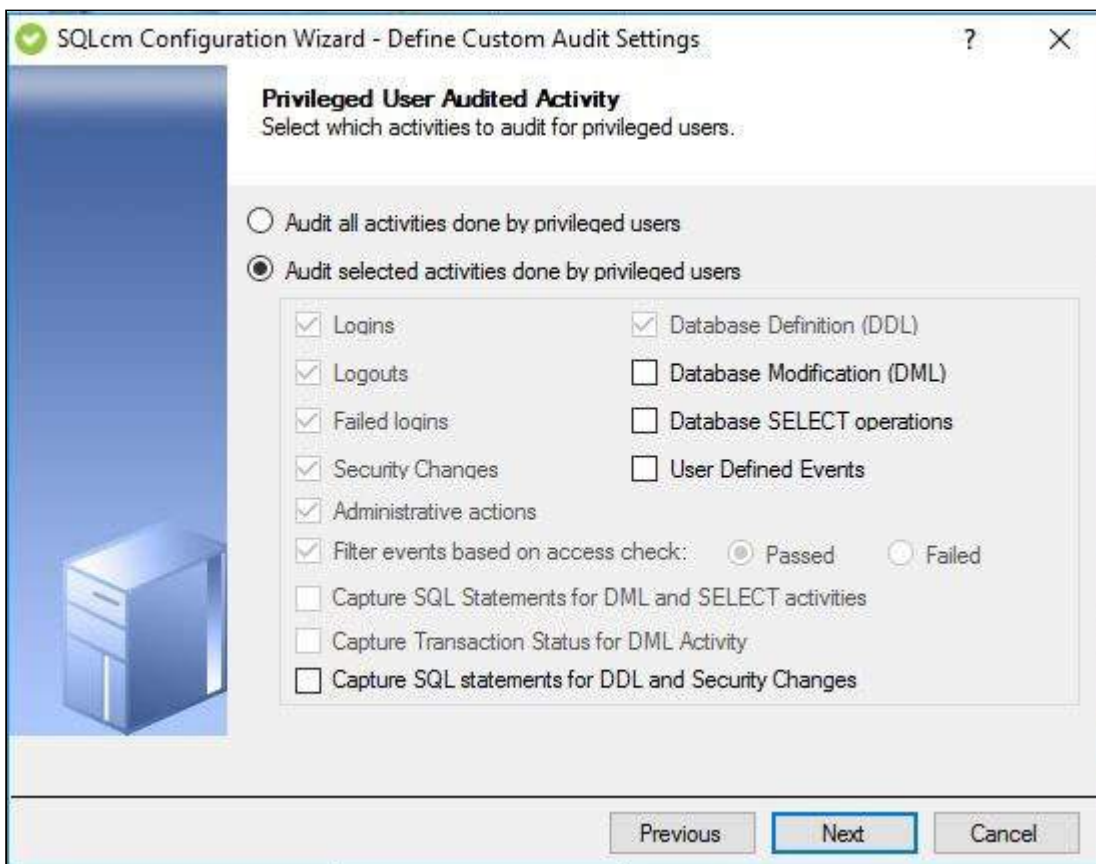 SQLcm Configuration Wizard - Define Custom Audit Settings
?
Privileged User Audited Activity
Select which activities to audit for privileged users.
Audit all activities done by privileged users
Audit selected activities done by privileged users
Logins
Database Definition (DDL)
Logouts
Database Modification (DML)
Failed logins
Database SELECT operations
Security Changes
User Defined Events
Administrative actions
Filter events based on access check: Passed Failed
Capture SQL Statements for DML and SELECT activities
Capture Transaction Status for DML Activity
Capture SQL statements for DDL and Security Changes
Previous Next Cancel